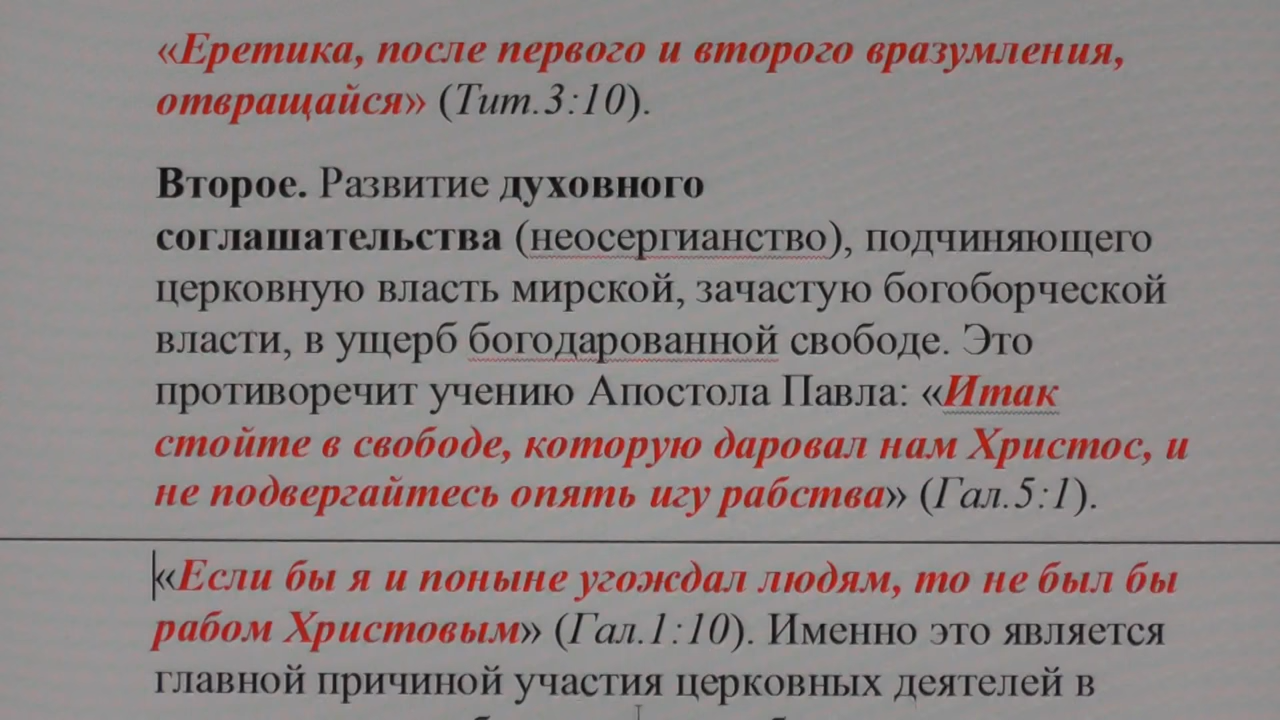 «Еретика, после первого и второго вразумления,
отвращайся» (Тит.3:10).
Второе. Развитие духовного
соглашательства (неосергианство), подчиняющего
церковную власть мирской, зачастую богоборческой
власти, в ущерб богодарованной свободе. Это
противоречит учению Апостола Павла: «Итак
стойте в свободе, которую даровал нам Христос, и
не подвергайтесь опять игу рабства» (Гал.5:1).
«Если бы я и поныне угождал людям, то не был бы
рабом Христовым» (Гал.1:10). Именно это является
главной причиной участия церковных деятелей в